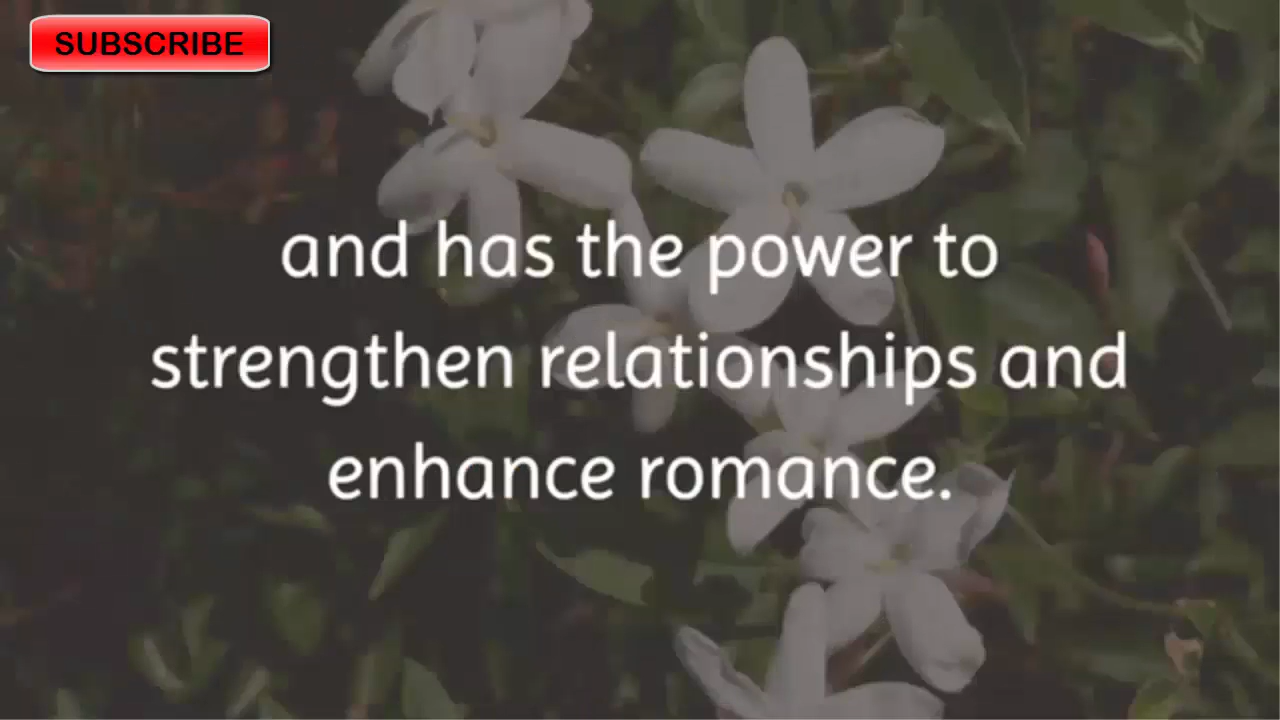 SUBSCRIBE
and has the power to
strengthen relationships and
enhance romance.